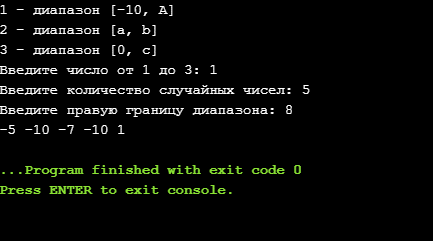 1 - диапазон [-10, A]
2 - диапазон [a, b]
3 - диапазон [0, c]
Введите число от 1 до 3: 1
Введите количество случайных чисел: 5
Введите правую границу диапазона: 8
-5 -10 -7 -10 1
...Program finished with exit code 0
Press ENTER to exit console.